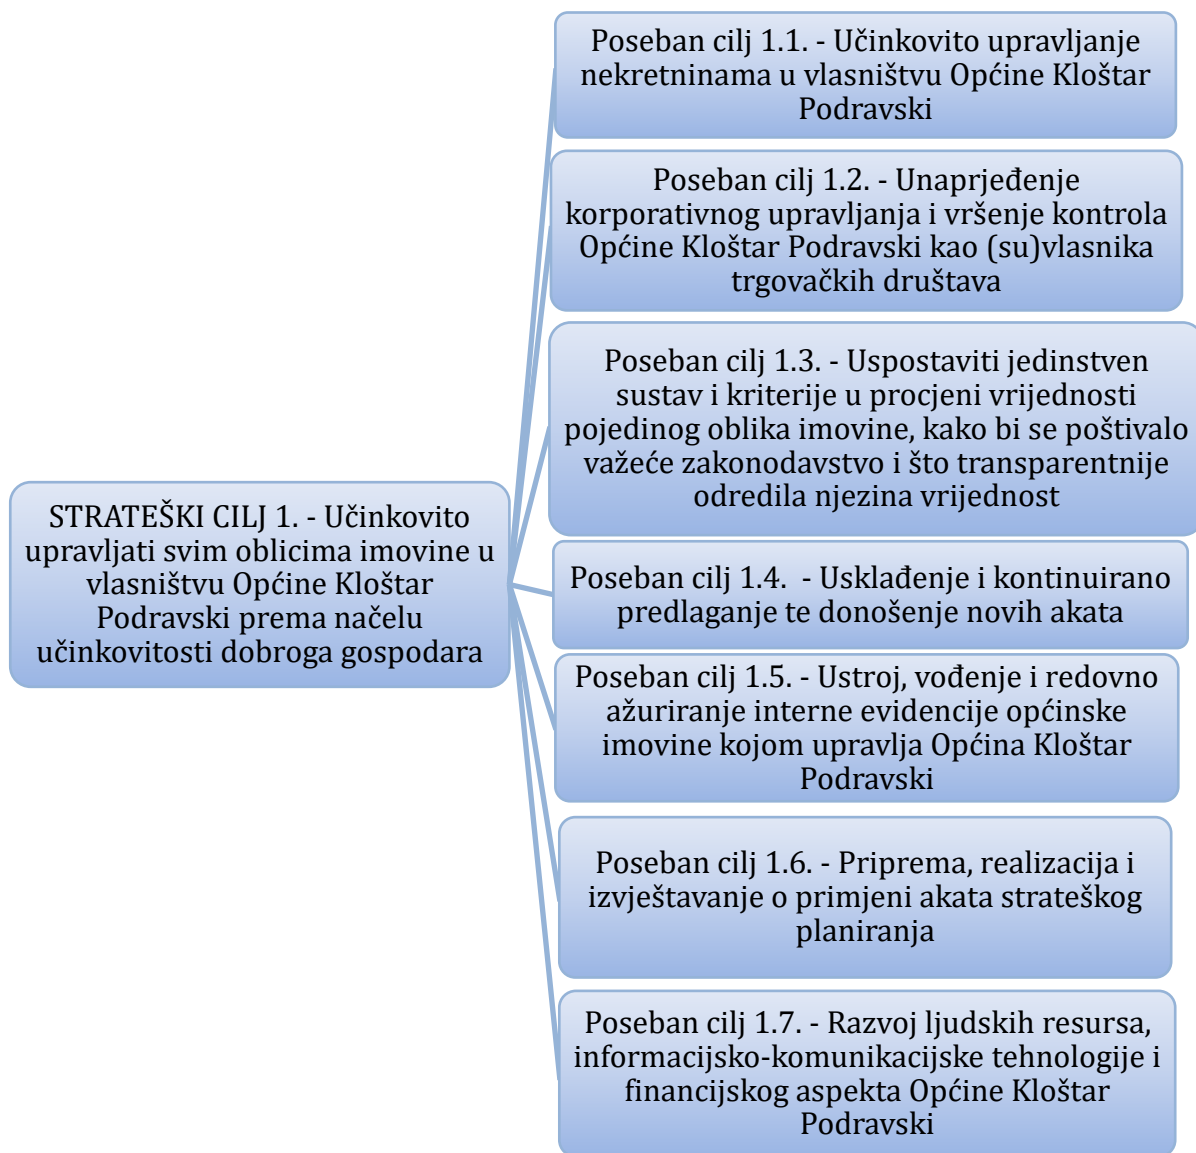 STRATEŠKI CILJ 1. - Učinkovito
upravljati svim oblicima imovine u
vlasništvu Općine Kloštar
Podravski prema načelu
učinkovitosti dobroga gospodara
Poseban cilj 1.1. - Učinkovito upravljanje
nekretninama u vlasništvu Općine Kloštar
Podravski
Poseban cilj 1.2. - Unaprjeđenje
korporativnog upravljanja i vršenje kontrola
Općine Kloštar Podravski kao (su)vlasnika
trgovačkih društava
Poseban cilj 1.3. - Uspostaviti jedinstven
sustav i kriterije u procjeni vrijednosti
pojedinog oblika imovine, kako bi se poštivalo
važeće zakonodavstvo i što transparentnije
odredila njezina vrijednost
Poseban cilj 1.4.  - Usklađenje i kontinuirano
predlaganje te donošenje novih akata
Poseban cilj 1.5. - Ustroj, vođenje i redovno
ažuriranje interne evidencije općinske
imovine kojom upravlja Općina Kloštar
Podravski
Poseban cilj 1.6. - Priprema, realizacija i
izvještavanje o primjeni akata strateškog
planiranja
Poseban cilj 1.7. - Razvoj ljudskih resursa,
informacijsko-komunikacijske tehnologije i
financijskog aspekta Općine Kloštar
Podravski